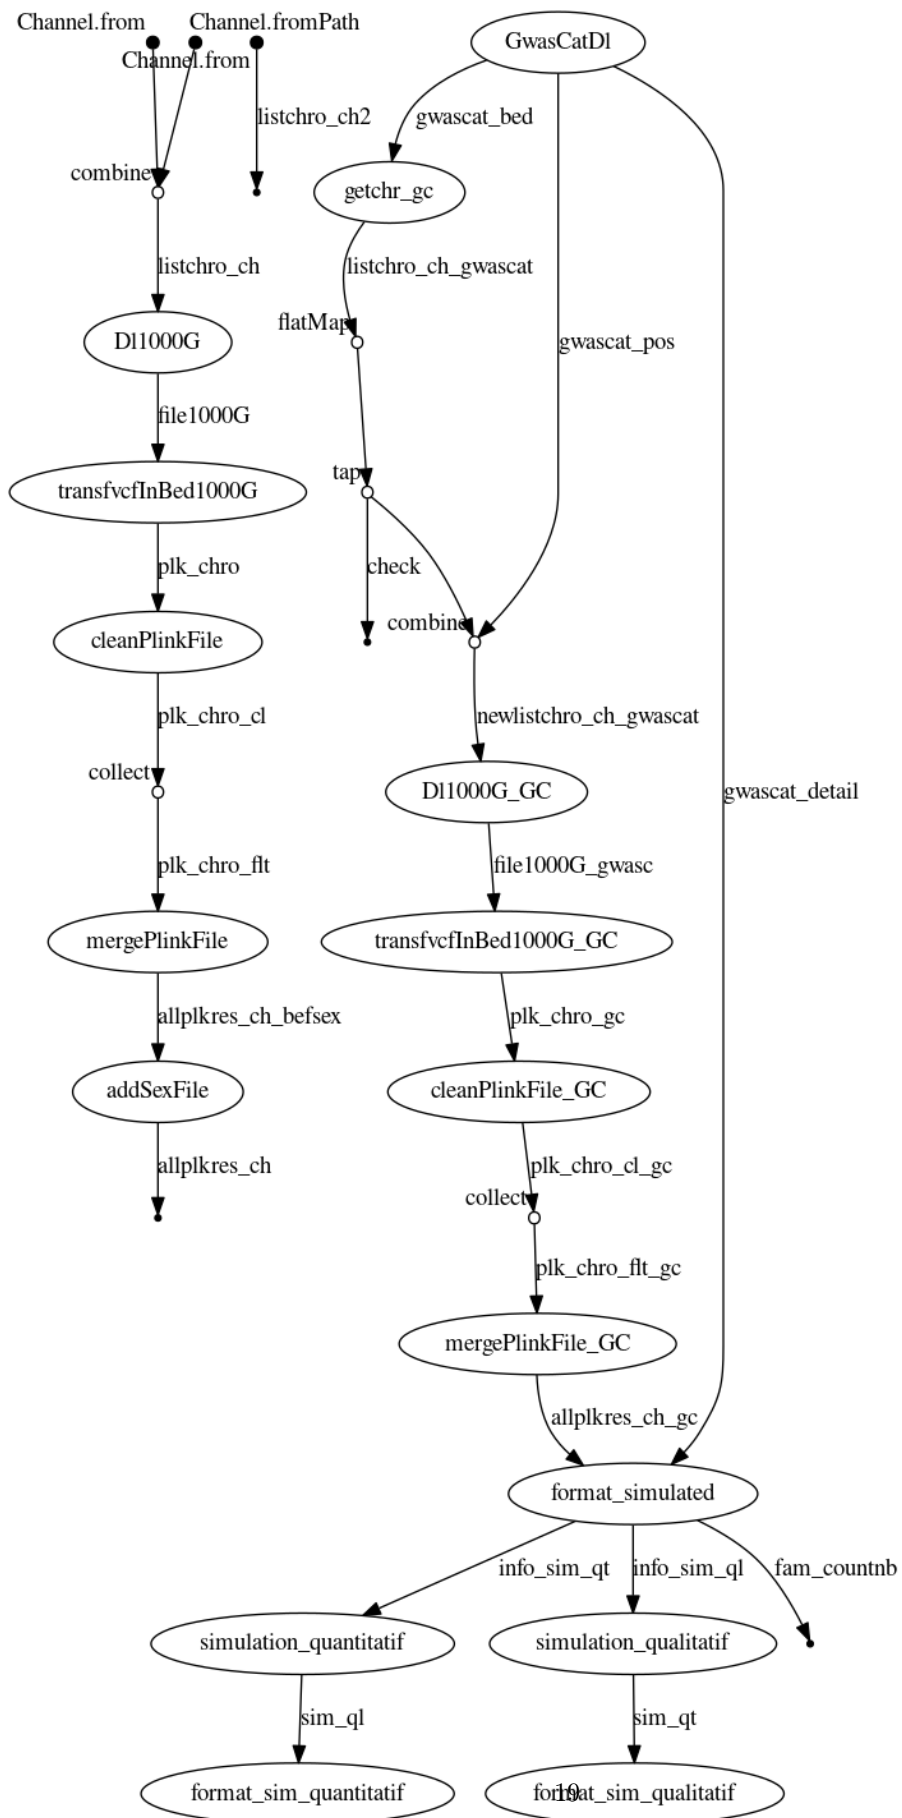 Channel.from
Channel.fromPath
Channel.from
GwasCatDl
listchro_ch2
gwascat_bed
combine
getchr_gc
listchro_ch
listchro_ch_gwascat
flatMap
Dl1000G
gwascat_pos
file1000G
tap
transfvcfInBed1000G
plk_chro
check
combine
cleanPlinkFile
plk_chro_cl
newlistchro_ch_gwascat
collect
Dl1000G_GC
gwascat_detail
plk_chro_flt
file1000G_gwasc
mergePlinkFile
transfvcfInBed1000G_GC
allplkres_ch_befsex
plk_chro_gc
addSexFile
cleanPlinkFile_GC
allplkres_ch
plk_chro_cl_gc
collect
plk_chro_flt_gc
mergePlinkFile_GC
allplkres_ch_gc
format_simulated
info_sim_qt
info_sim_ql
fam_countnb
simulation_quantitatif
simulation_qualitatif
sim_ql
sim_qt
format_sim_quantitatif
format_sim_qualitatif
19